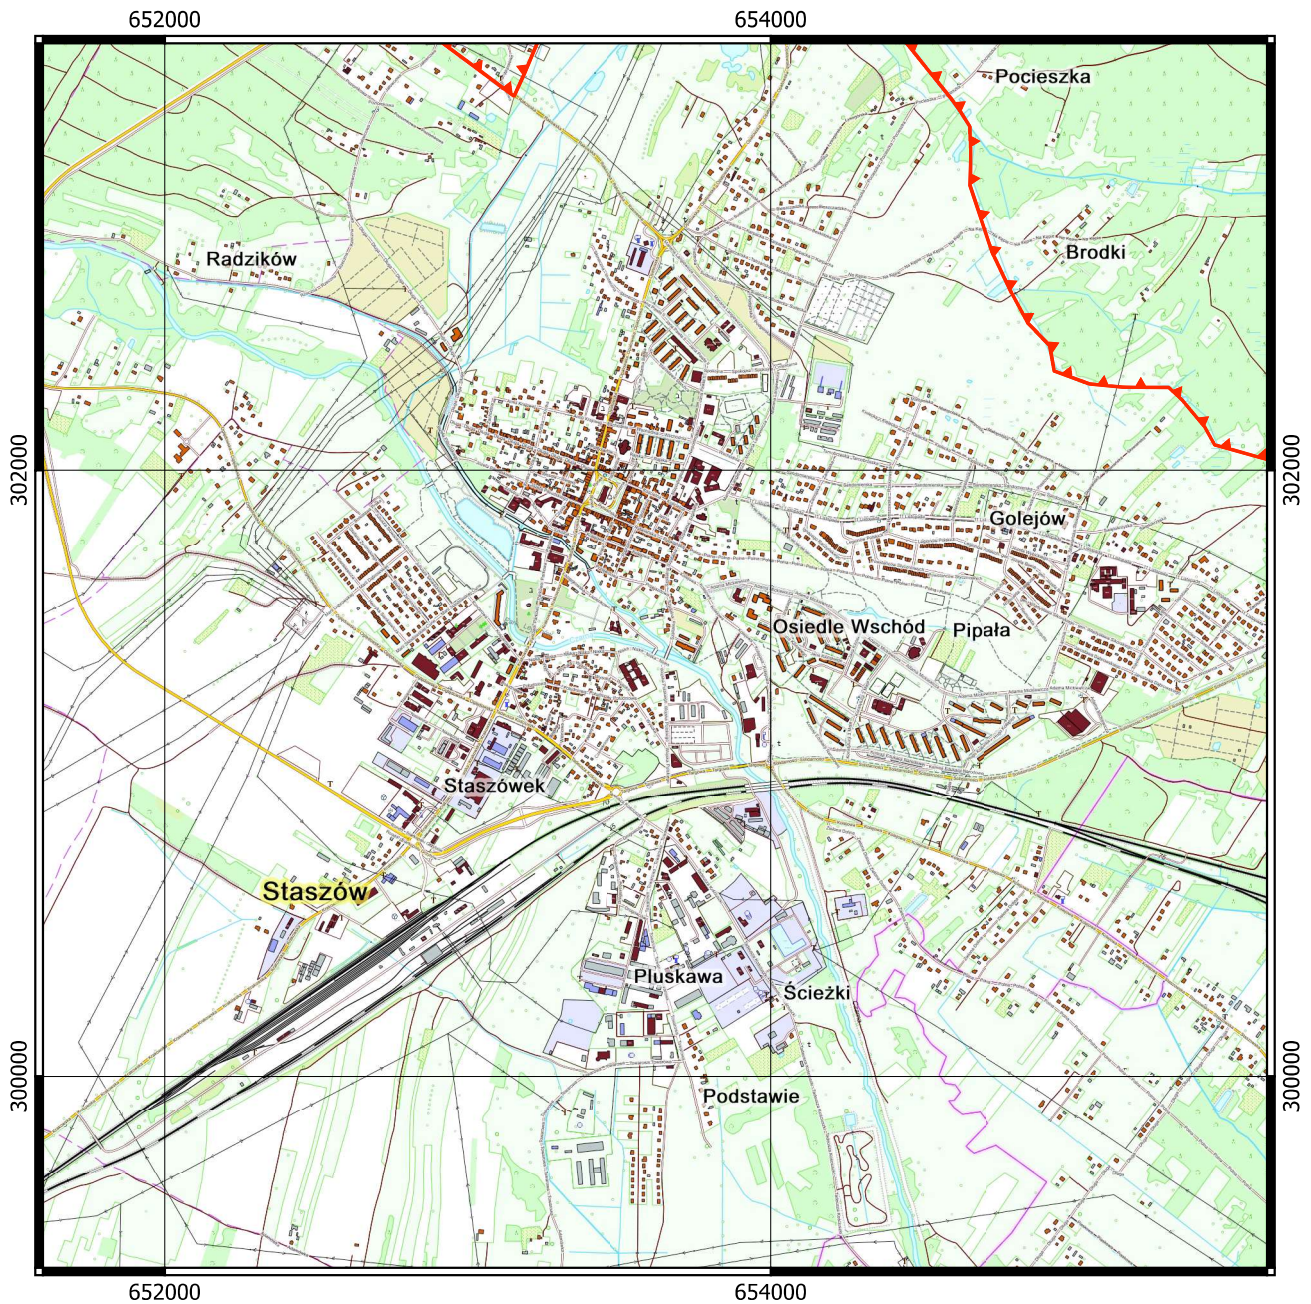 652000
654000
Pocieszka
Radzików
Brodki
302000
302000
Golejów
Osiedle Wschód
Pipała
Staszówek
Staszów
Pluskawa
Ścieżki
300000
300000
Podstawie
652000
654000